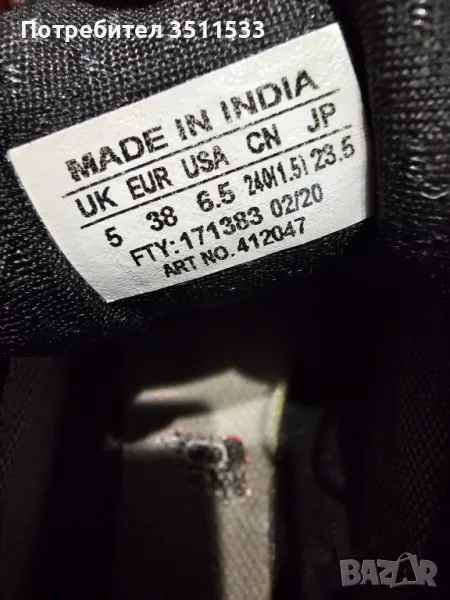 Потребител 3511533
MADE IN INDIA
UK EUR USA CN JP
5 38 6.5 240(1.5) 23.5
FTY:171383 02/20
ART NO. 412047
BAZAR